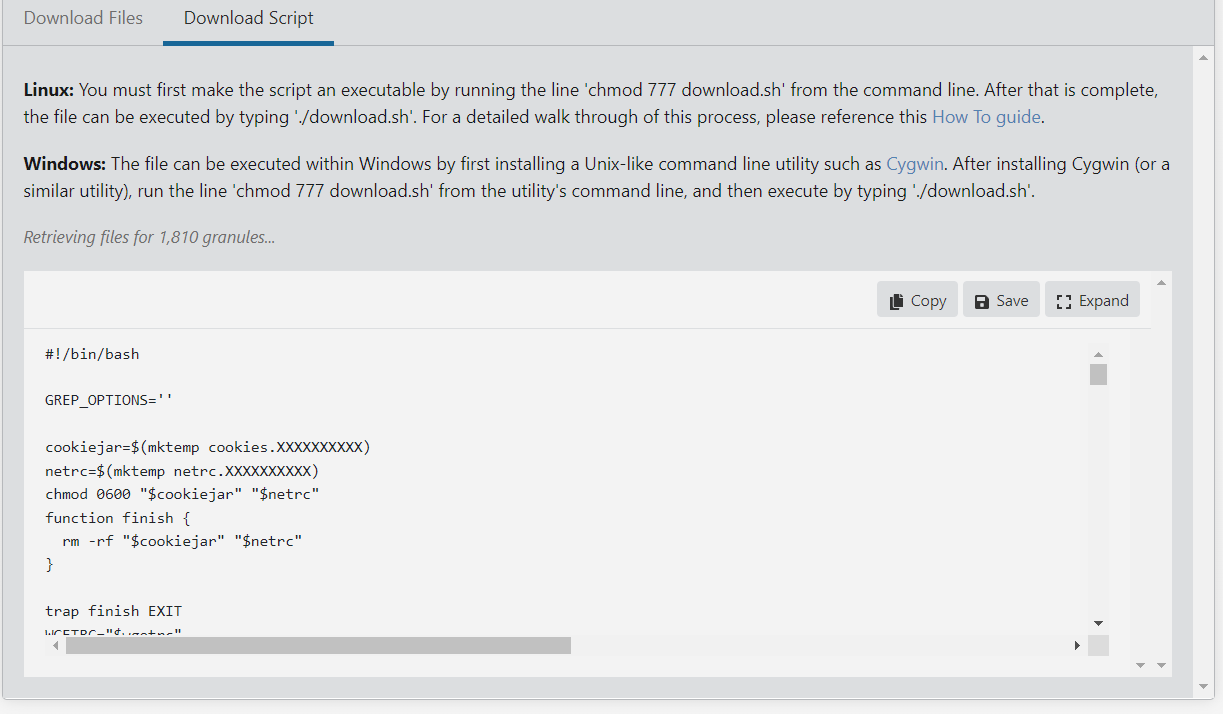 Download Files
Download Script
Linux: You must first make the script an executable by running the line 'chmod 777 download.sh' from the command line. After that is complete,
the file can be executed by typing './download.sh'. For a detailed walk through of this process, please reference this How To guide.
Windows: The file can be executed within Windows by first installing a Unix-like command line utility such as Cygwin. After installing Cygwin (or a
similar utility), run the line 'chmod 777 download.sh' from the utility's command line, and then execute by typing './download.sh'.
Retrieving files for 1,810 granules...
Copy
Save
Expand
#!/bin/bash
GREP_OPTIONS=''
cookiejar=$(mktemp cookies.XXXXXXXXXX)
netrc=$(mktemp netrc.XXXXXXXXXX)
chmod 0600 "$cookiejar" "$netrc"
function finish {
  rm -rf "$cookiejar" "$netrc"
}
trap finish EXIT
WGETRC="$wgetrc"